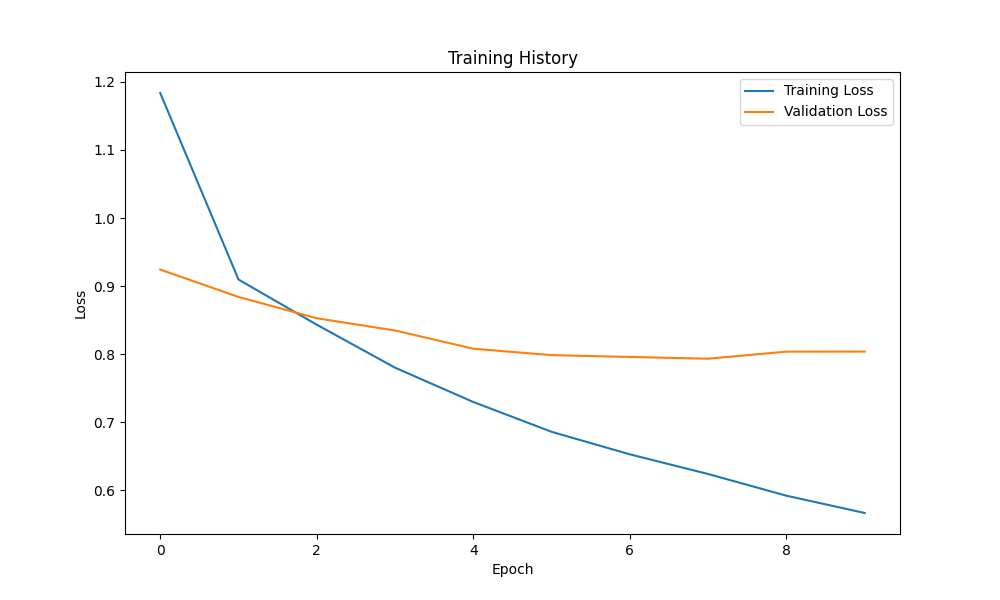 Training History
Training Loss
Validation Loss
1.2
1.1
1.0
0.9
0.8
0.7
0.6
Loss
0 2 4 6 8
Epoch